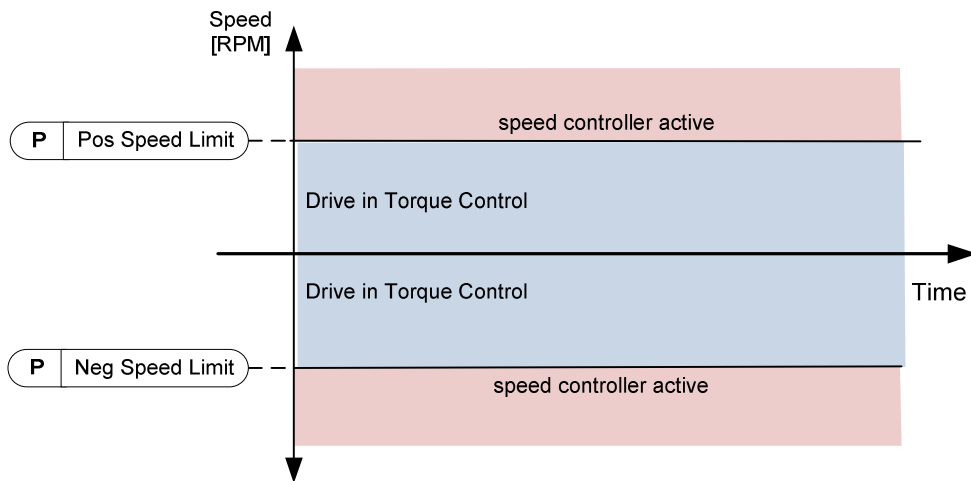 Speed
[RPM]
speed controller active
P Pos Speed Limit
Drive in Torque Control
Drive in Torque Control
Time
P Neg Speed Limit
speed controller active